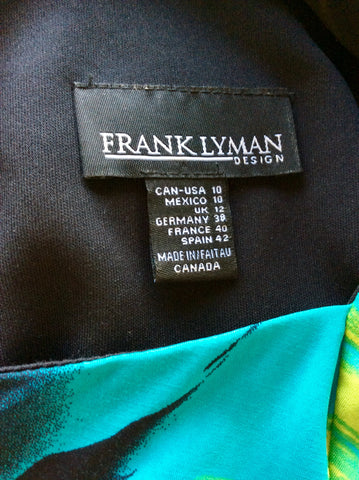 FRANK LYMAN
DESIGN
CAN-USA 10
MEXICO 10
UK 12
GERMANY 38
FRANCE 40
SPAIN 42
MADE IN/FAIT AU
CANADA